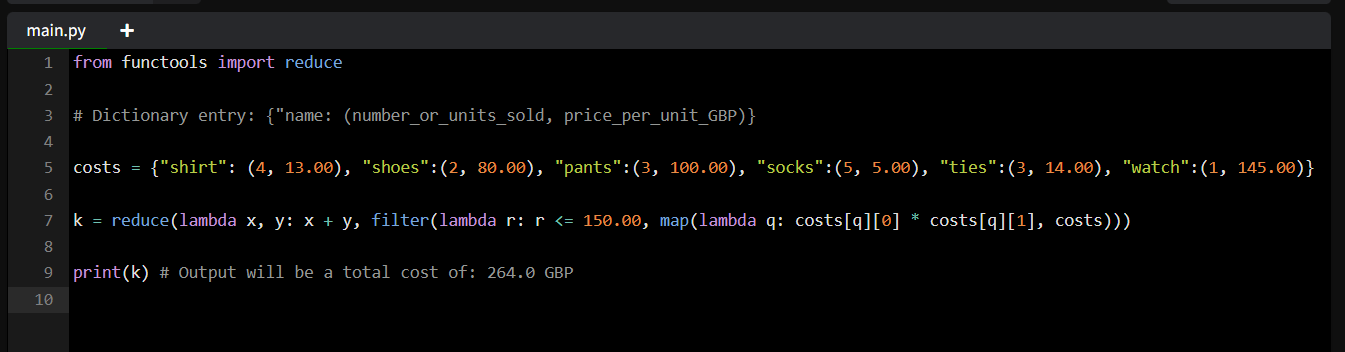 main.py +
1 from functools import reduce
2
3 # Dictionary entry: {"name: (number_or_units_sold, price_per_unit_GBP)}
4
5 costs = {"shirt": (4, 13.00), "shoes":(2, 80.00), "pants":(3, 100.00), "socks":(5, 5.00), "ties":(3, 14.00), "watch":(1, 145.00)}
6
7 k = reduce(lambda x, y: x + y, filter(lambda r: r <= 150.00, map(lambda q: costs[q][0] * costs[q][1], costs)))
8
9 print(k) # Output will be a total cost of: 264.0 GBP
10